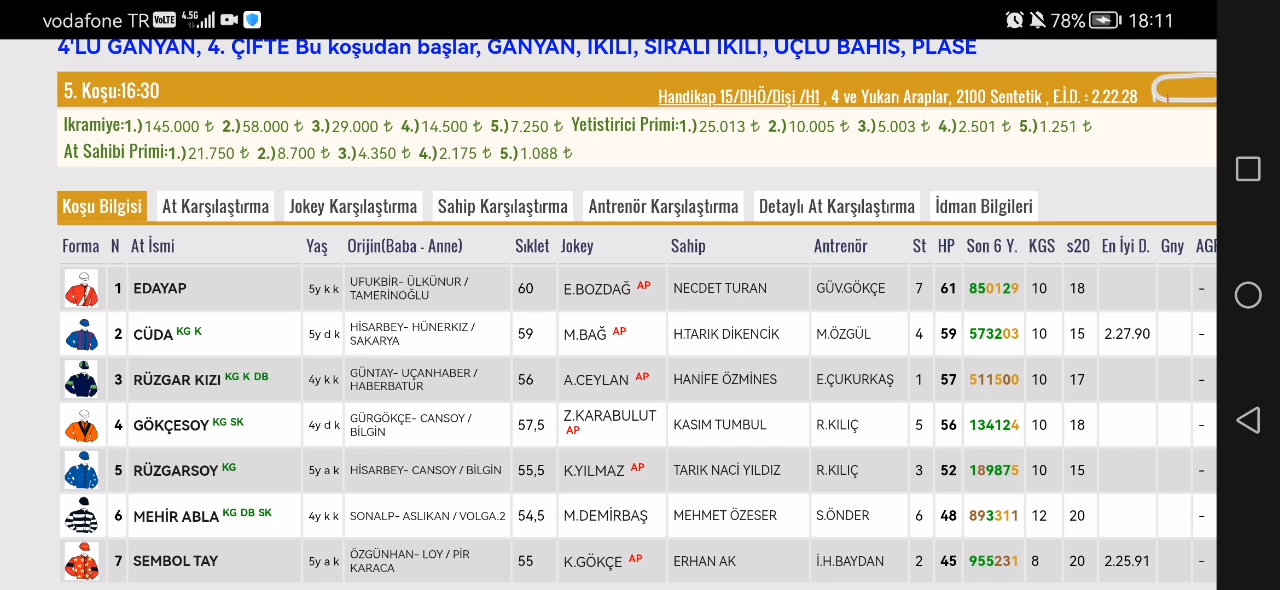 vodafone TR VoLTE 4.5G 78% 18:11
4'LÜ GANYAN, 4. ÇİFTE Bu koşudan başlar, GANYAN, İKİLİ, SIRALI İKİLİ, ÜÇLÜ BAHİS, PLASE
5. Koşu:16:30
Handikap 15/DHÖ/Dişi /H1 , 4 ve Yukarı Araplar, 2100 Sentetik , E.İ.D. : 2.22.28
Ikramiye:1.)145.000 ₺ 2.)58.000 ₺ 3.)29.000 ₺ 4.)14.500 ₺ 5.)7.250 ₺ Yetistirici Primi:1.)25.013 ₺ 2.)10.005 ₺ 3.)5.003 ₺ 4.)2.501 ₺ 5.)1.251 ₺
At Sahibi Primi:1.)21.750 ₺ 2.)8.700 ₺ 3.)4.350 ₺ 4.)2.175 ₺ 5.)1.088 ₺
Koşu Bilgisi At Karşılaştırma Jokey Karşılaştırma Sahip Karşılaştırma Antrenör Karşılaştırma Detaylı At Karşılaştırma İdman Bilgileri
Forma N At İsmi Yaş Orijin(Baba - Anne) Sıklet Jokey Sahip Antrenör St HP Son 6 Y. KGS s20 En İyi D. Gny AGF
1 EDAYAP 5y k k UFUKBİR- ÜLKÜNUR / TAMERİNOĞLU 60 E.BOZDAĞ AP NECDET TURAN GÜV.GÖKÇE 7 61 850129 10 18 -
2 CÜDA KG K 5y d k HİSARBEY- HÜNERKIZ / SAKARYA 59 M.BAĞ AP H.TARIK DİKENCİK M.ÖZGÜL 4 59 573203 10 15 2.27.90 -
3 RÜZGAR KIZI KG K DB 4y k k GÜNTAY- UÇANHABER / HABERBATUR 56 A.CEYLAN AP HANİFE ÖZMİNES E.ÇUKURKAŞ 1 57 511500 10 17 -
4 GÖKÇESOY KG SK 4y d k GÜRGÖKÇE- CANSOY / BİLGİN 57,5 Z.KARABULUT AP KASIM TUMBUL R.KILIÇ 5 56 134124 10 18 -
5 RÜZGARSOY KG 5y a k HİSARBEY- CANSOY / BİLGİN 55,5 K.YILMAZ AP TARIK NACİ YILDIZ R.KILIÇ 3 52 189875 10 15 -
6 MEHİR ABLA KG DB SK 4y k k SONALP- ASLIKAN / VOLGA.2 54,5 M.DEMİRBAŞ MEHMET ÖZESER S.ÖNDER 6 48 893311 12 20 -
7 SEMBOL TAY 5y a k ÖZGÜNHAN- LOY / PİR KARACA 55 K.GÖKÇE AP ERHAN AK İ.H.BAYDAN 2 45 955231 8 20 2.25.91 -